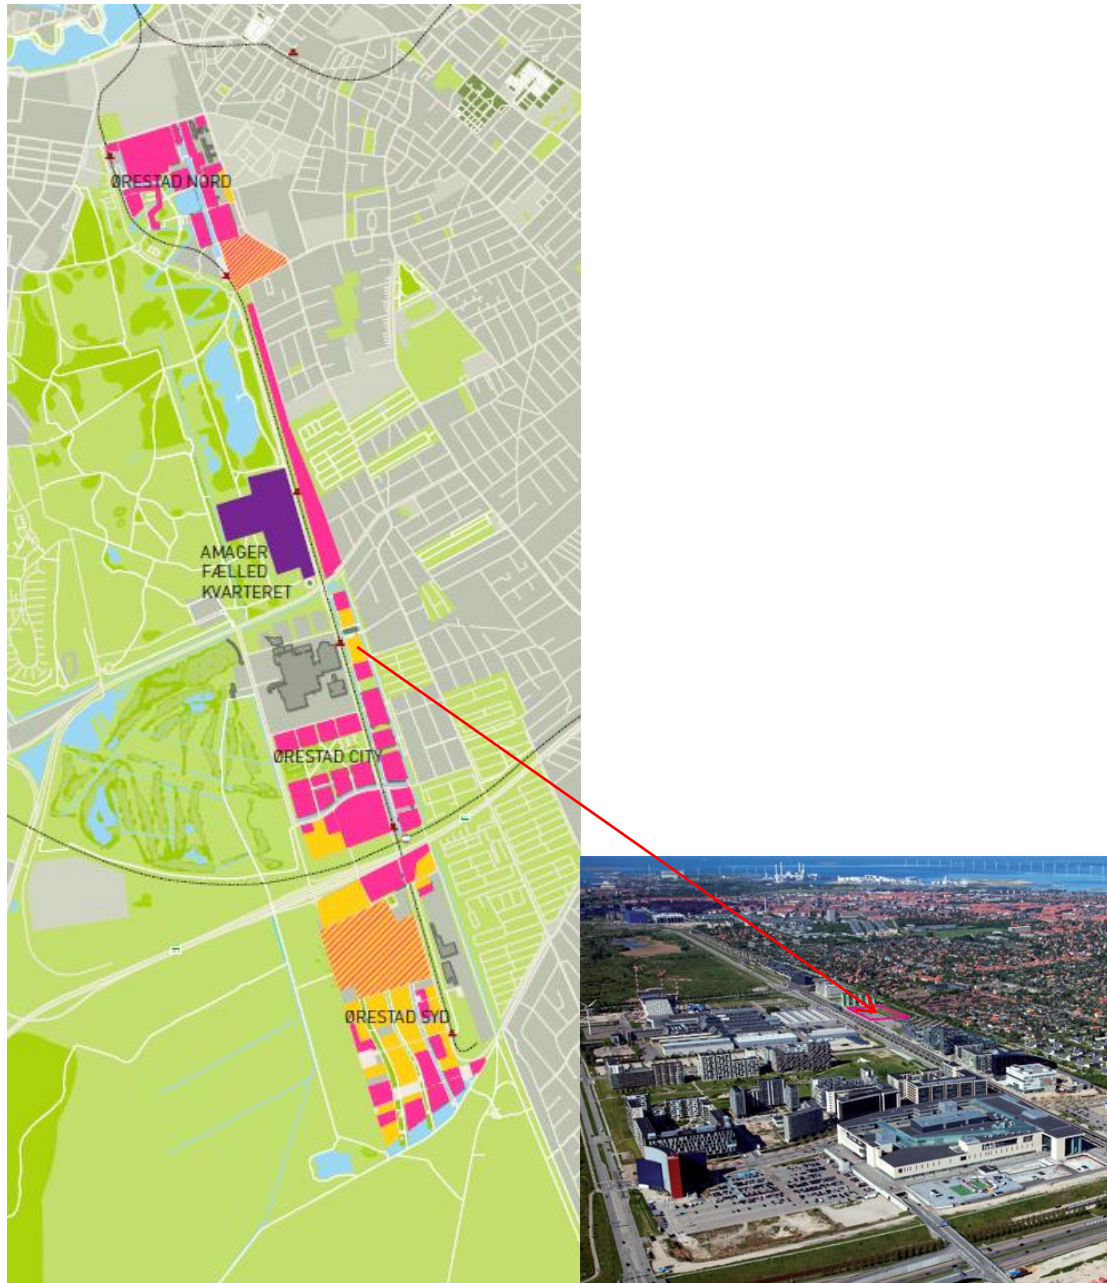 ØRESTAD NORD
AMAGER
FÆLLED
KVARTERET
ØRESTAD CITY
ØRESTAD SYD